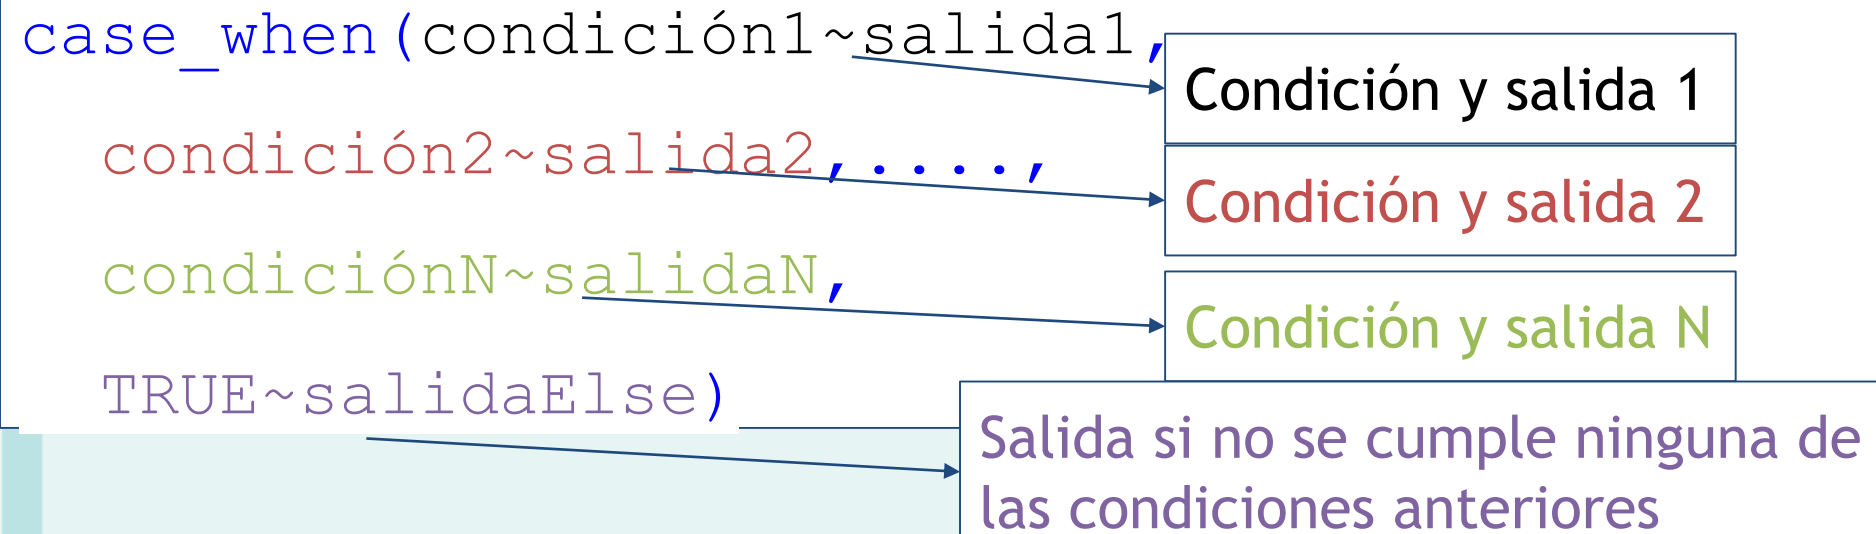 case_when(condición1~salida1,
Condición y salida 1
condición2~salida2,....,
Condición y salida 2
condiciónN~salidaN,
Condición y salida N
TRUE~salidaElse)
Salida si no se cumple ninguna de
las condiciones anteriores